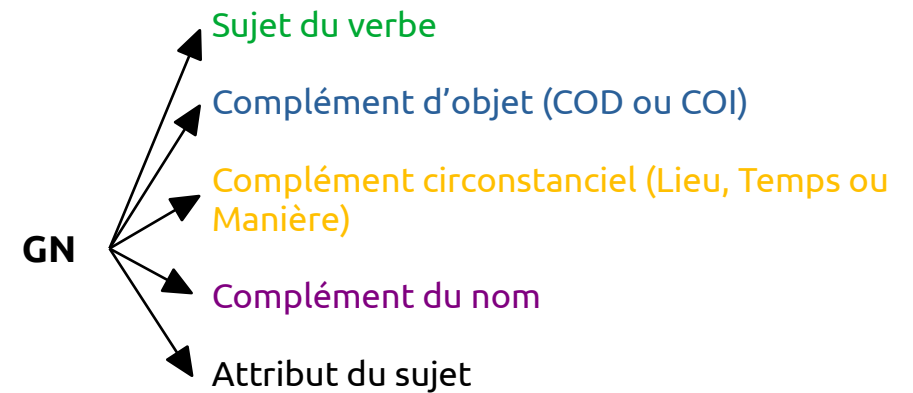 Sujet du verbe
Complément d’objet (COD ou COI)
Complément circonstanciel (Lieu, Temps ou
Manière)
GN
Complément du nom
Attribut du sujet